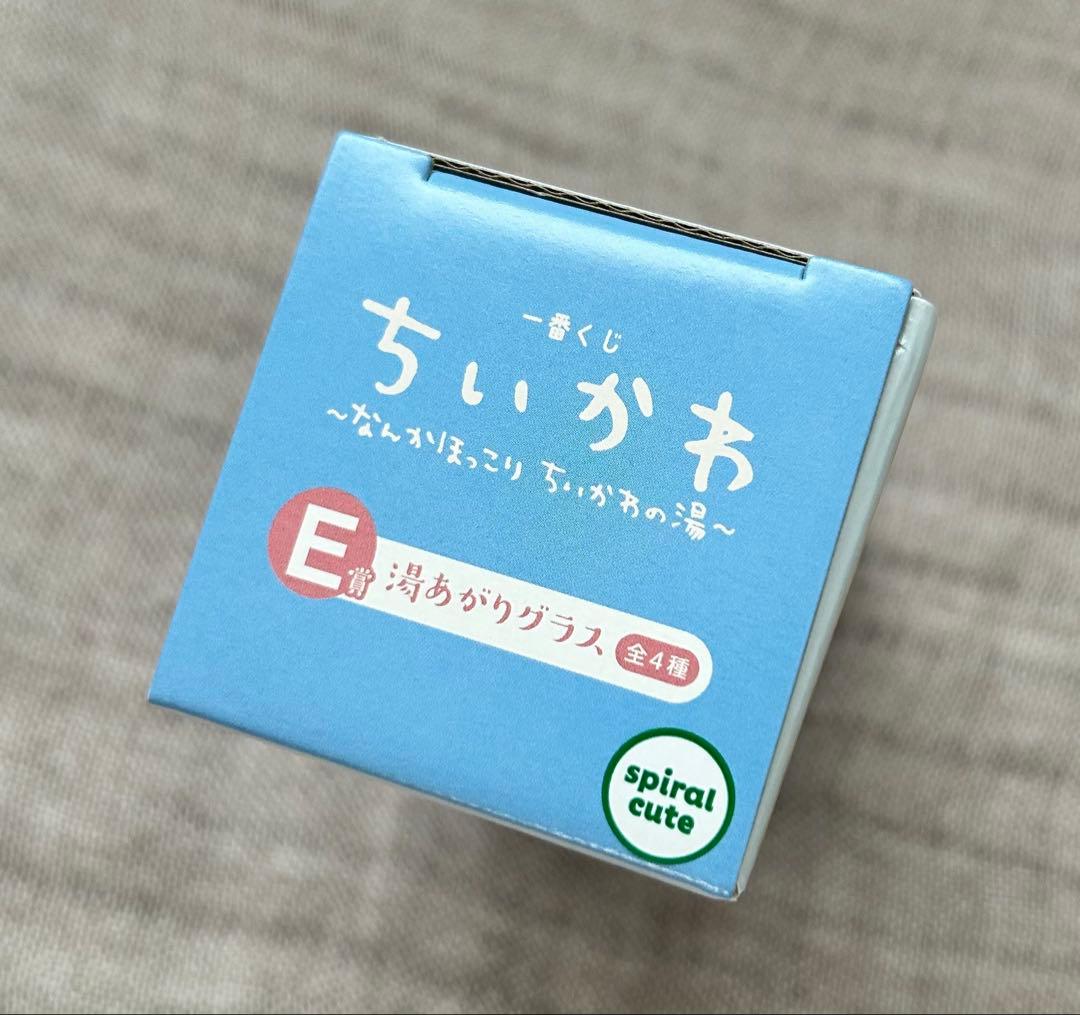 一番くじ
ちいかわ
~なんかほっこり ちいかわの湯~
E賞 湯あがりグラス 全4種
spiral
cute